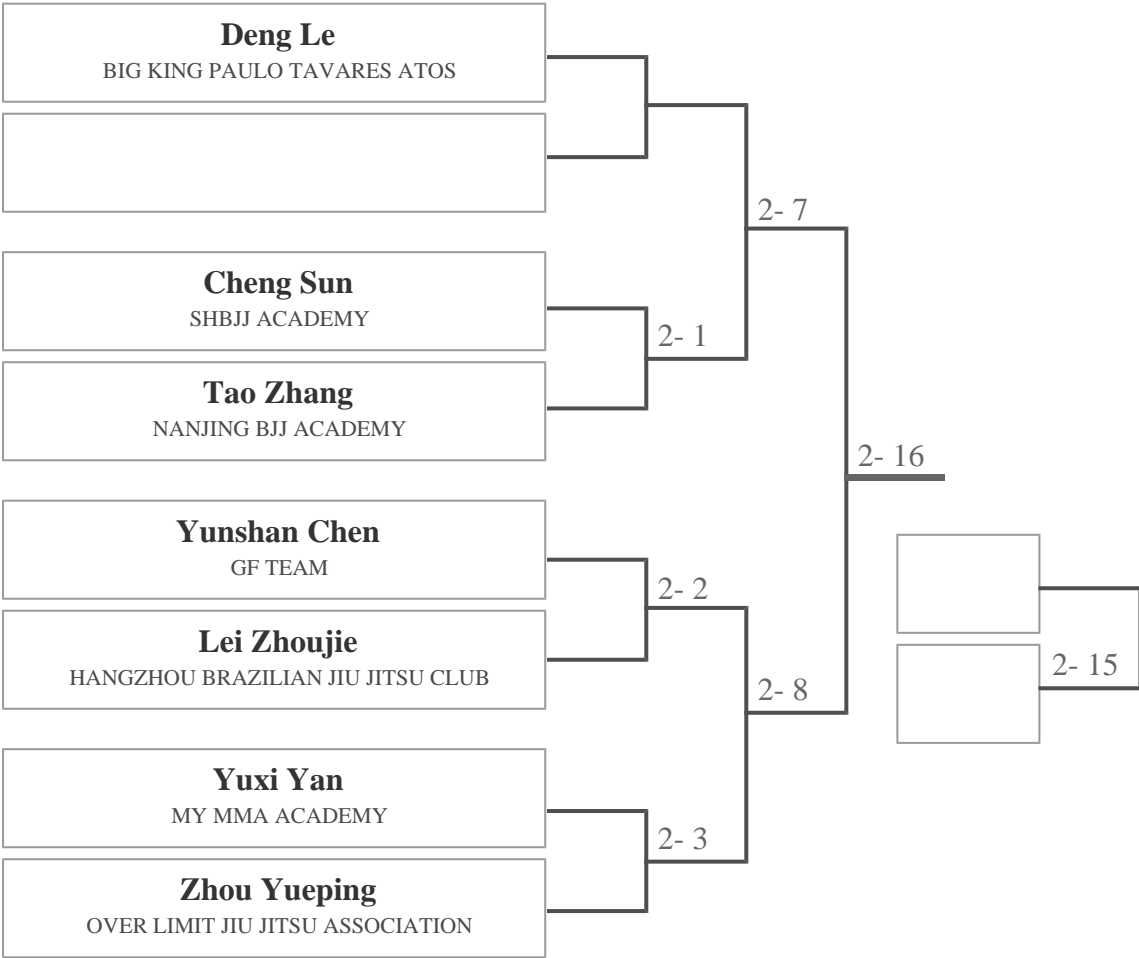 Deng Le
BIG KING PAULO TAVARES ATOS
2- 7
Cheng Sun
SHBJJ ACADEMY
2- 1
Tao Zhang
NANJING BJJ ACADEMY
2- 16
Yunshan Chen
GF TEAM
2- 2
Lei Zhoujie
HANGZHOU BRAZILIAN JIU JITSU CLUB
2- 8
2- 15
Yuxi Yan
MY MMA ACADEMY
2- 3
Zhou Yueping
OVER LIMIT JIU JITSU ASSOCIATION